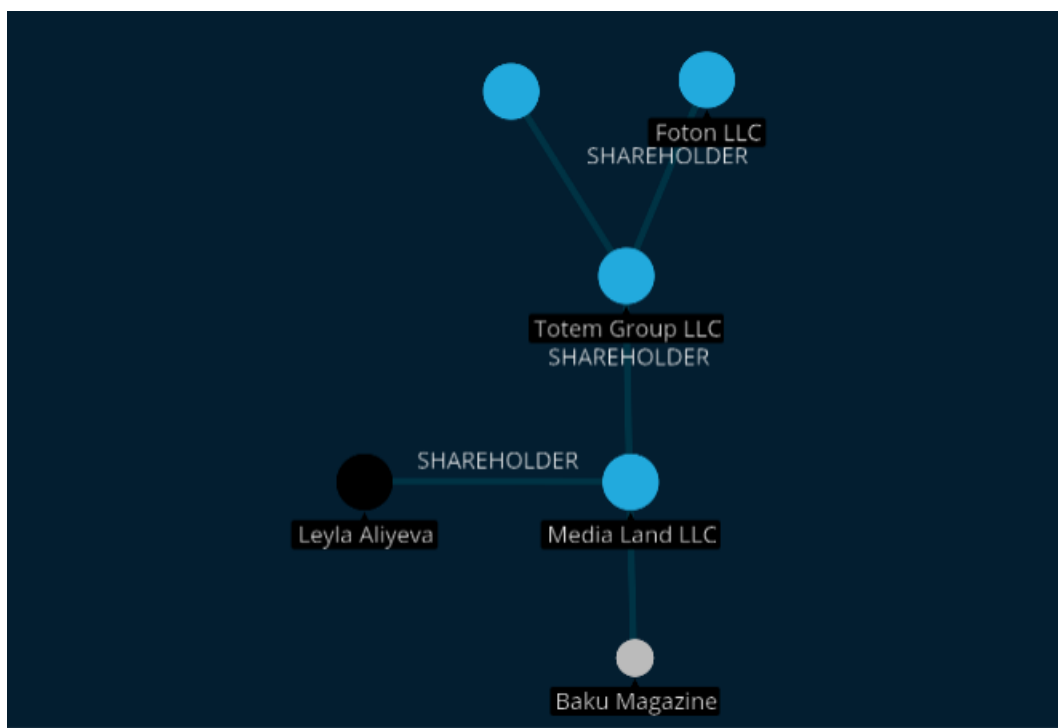 Foton LLC
SHAREHOLDER
Totem Group LLC
SHAREHOLDER
SHAREHOLDER
Leyla Aliyeva
Media Land LLC
Baku Magazine